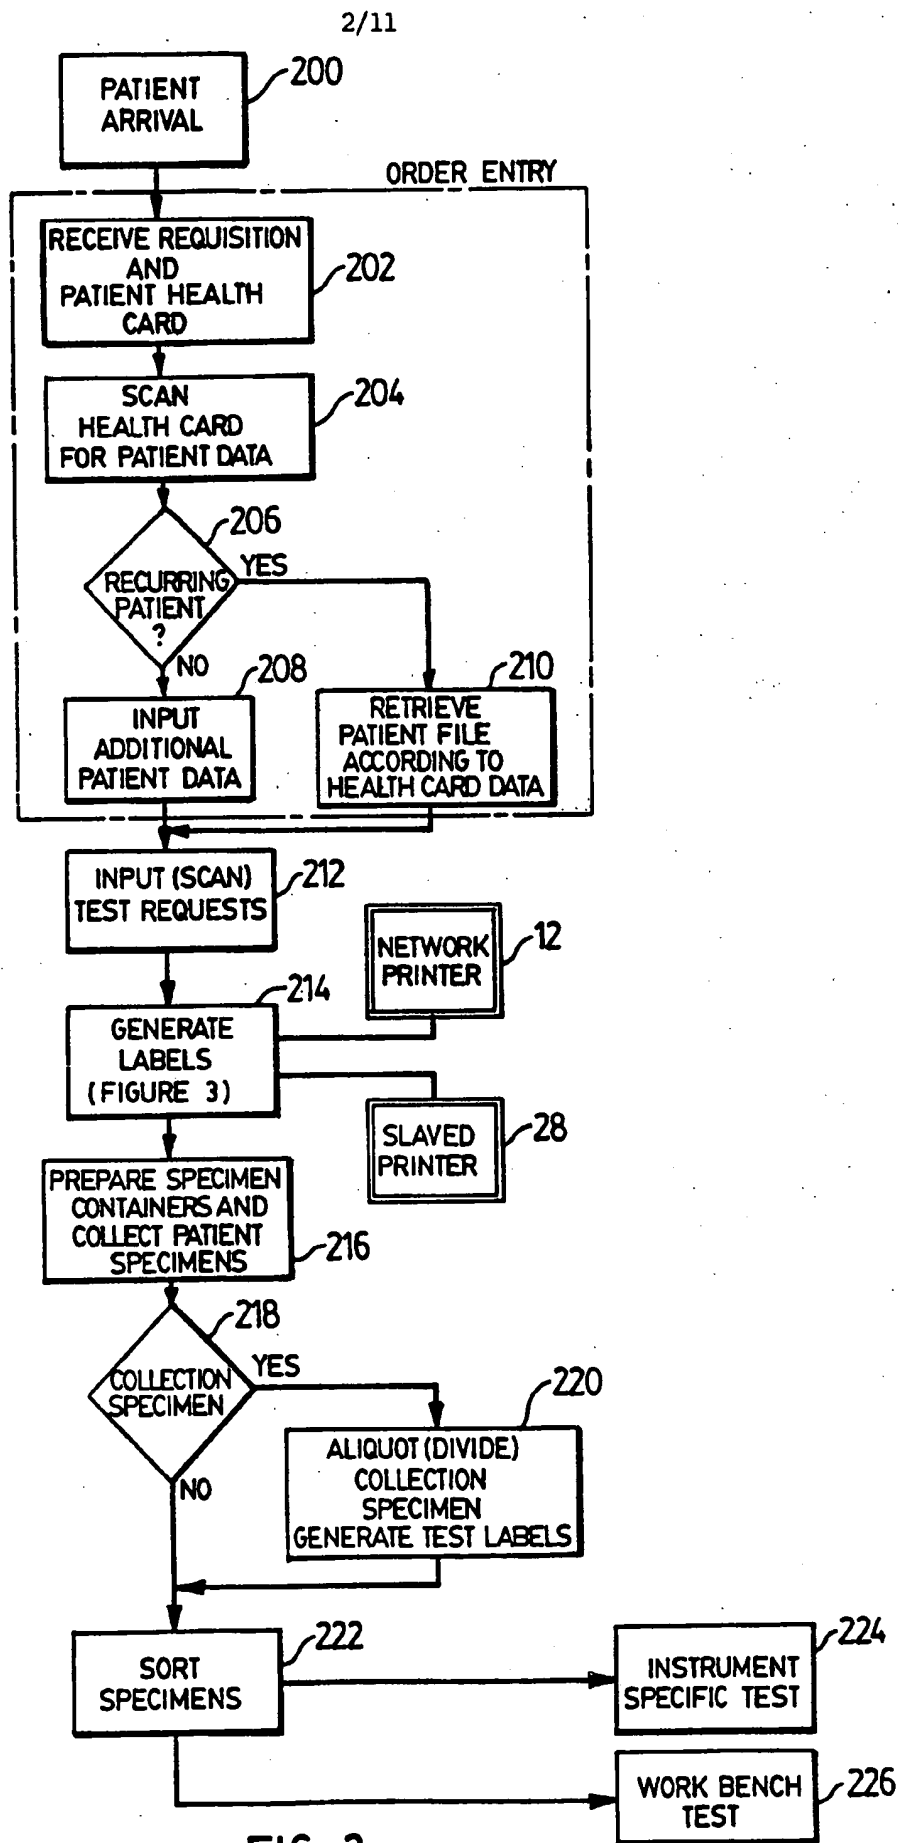 2/11
PATIENT
ARRIVAL
200
ORDER ENTRY
RECEIVE REQUISITION
AND
PATIENT HEALTH
CARD
202
SCAN
HEALTH CARD
FOR PATIENT DATA
204
206
RECURRING
PATIENT
?
YES
NO
208
INPUT
ADDITIONAL
PATIENT DATA
210
RETRIEVE
PATIENT FILE
ACCORDING TO
HEALTH CARD DATA
INPUT (SCAN)
TEST REQUESTS
212
NETWORK
PRINTER
12
214
GENERATE
LABELS
(FIGURE 3)
SLAVED
PRINTER
28
PREPARE SPECIMEN
CONTAINERS AND
COLLECT PATIENT
SPECIMENS
216
218
COLLECTION
SPECIMEN
YES
NO
220
ALIQUOT (DIVIDE)
COLLECTION
SPECIMEN
GENERATE TEST LABELS
SORT
SPECIMENS
222
INSTRUMENT
SPECIFIC TEST
224
WORK BENCH
TEST
226